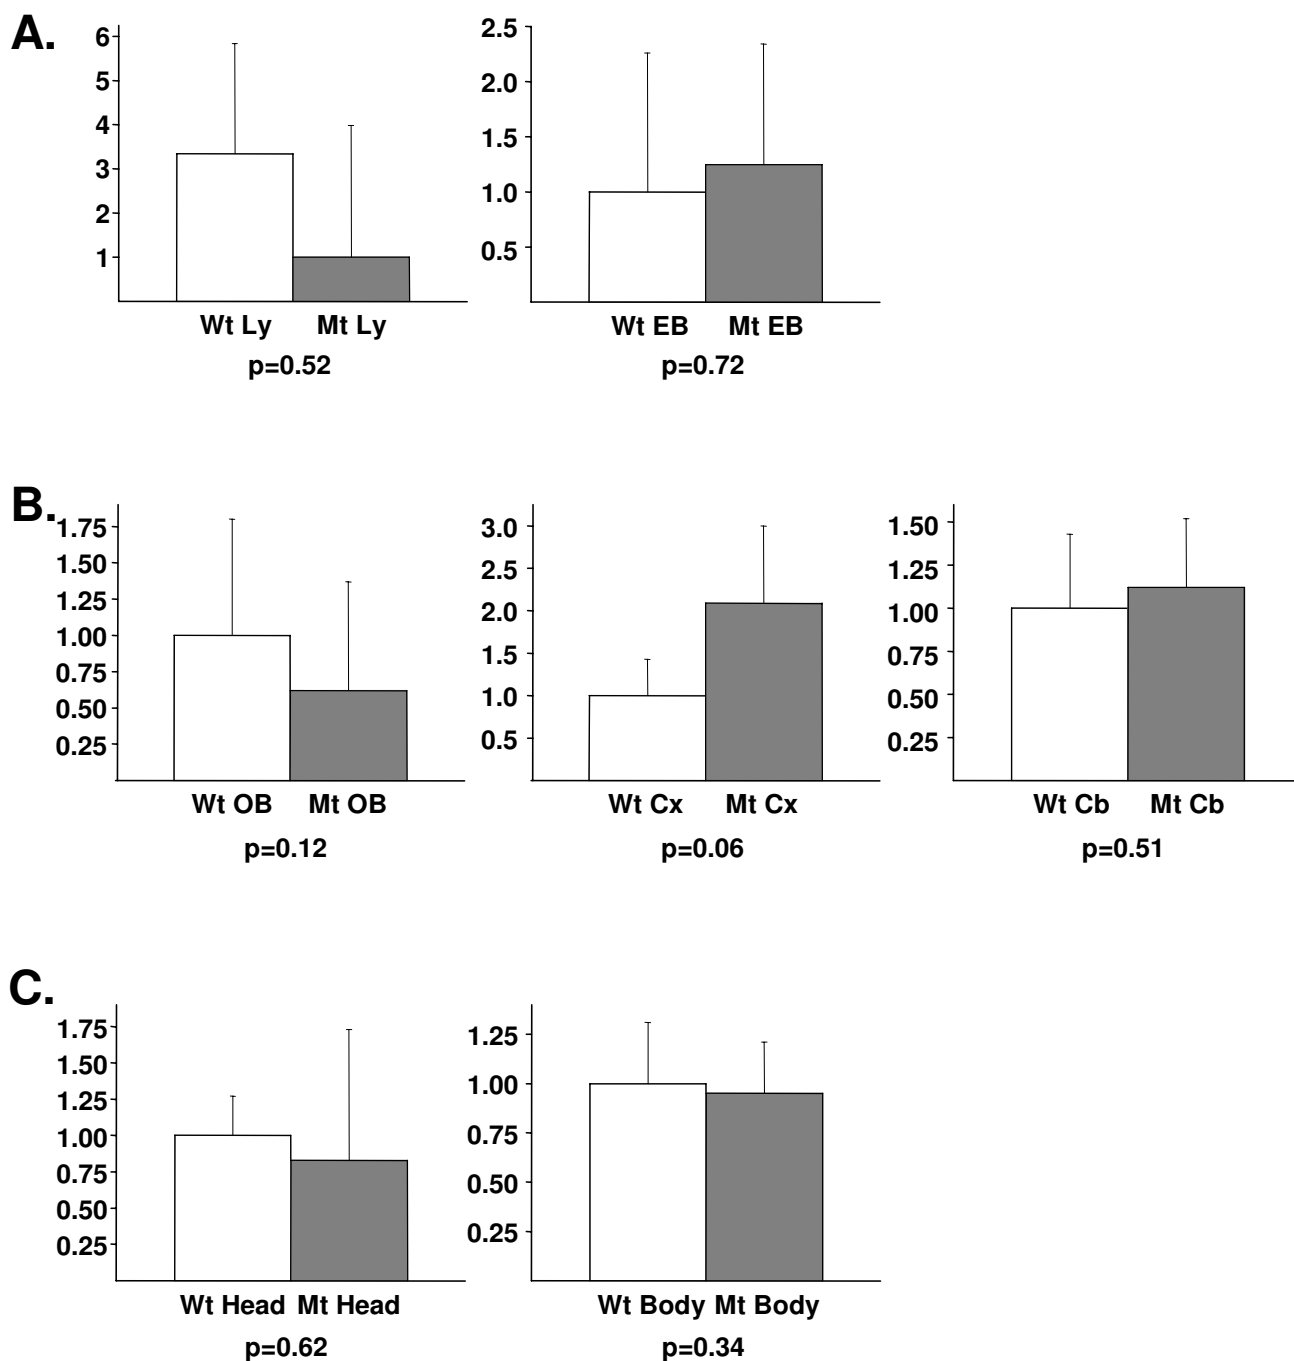 A.
6
5
4
3
2
1
Wt Ly Mt Ly
p=0.52
2.5
2.0
1.5
1.0
0.5
Wt EB Mt EB
p=0.72
B.
1.75
1.50
1.25
1.00
0.75
0.50
0.25
Wt OB Mt OB
p=0.12
3.0
2.5
2.0
1.5
1.0
0.5
Wt Cx Mt Cx
p=0.06
1.50
1.25
1.00
0.75
0.50
0.25
Wt Cb Mt Cb
p=0.51
C.
1.75
1.50
1.25
1.00
0.75
0.50
0.25
Wt Head Mt Head
p=0.62
1.25
1.00
0.75
0.50
0.25
Wt Body Mt Body
p=0.34